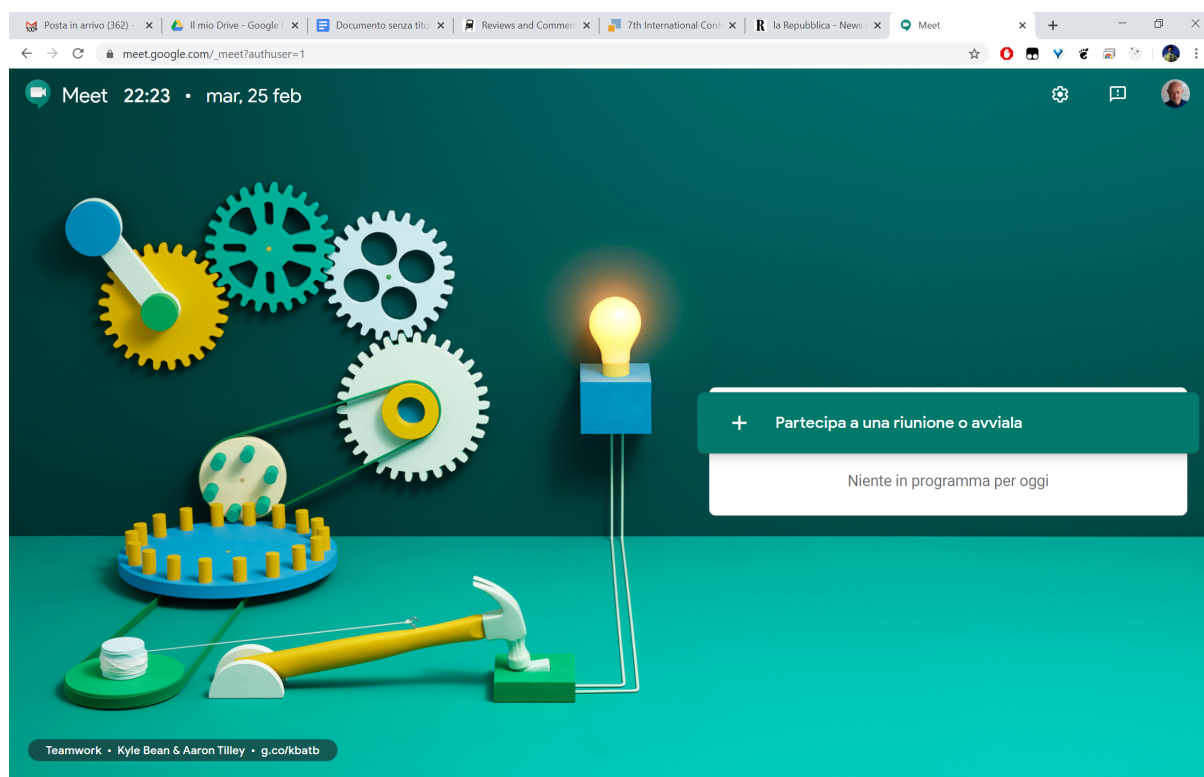 Posta in arrivo (362) -
Il mio Drive - Google
Documento senza tito
Reviews and Commen
7th International Conf
la Repubblica - News
Meet
meet.google.com/_meet?authuser=1
Meet 22:23 • mar, 25 feb
Partecipa a una riunione o avviala
Niente in programma per oggi
Teamwork • Kyle Bean & Aaron Tilley • g.co/kbatb